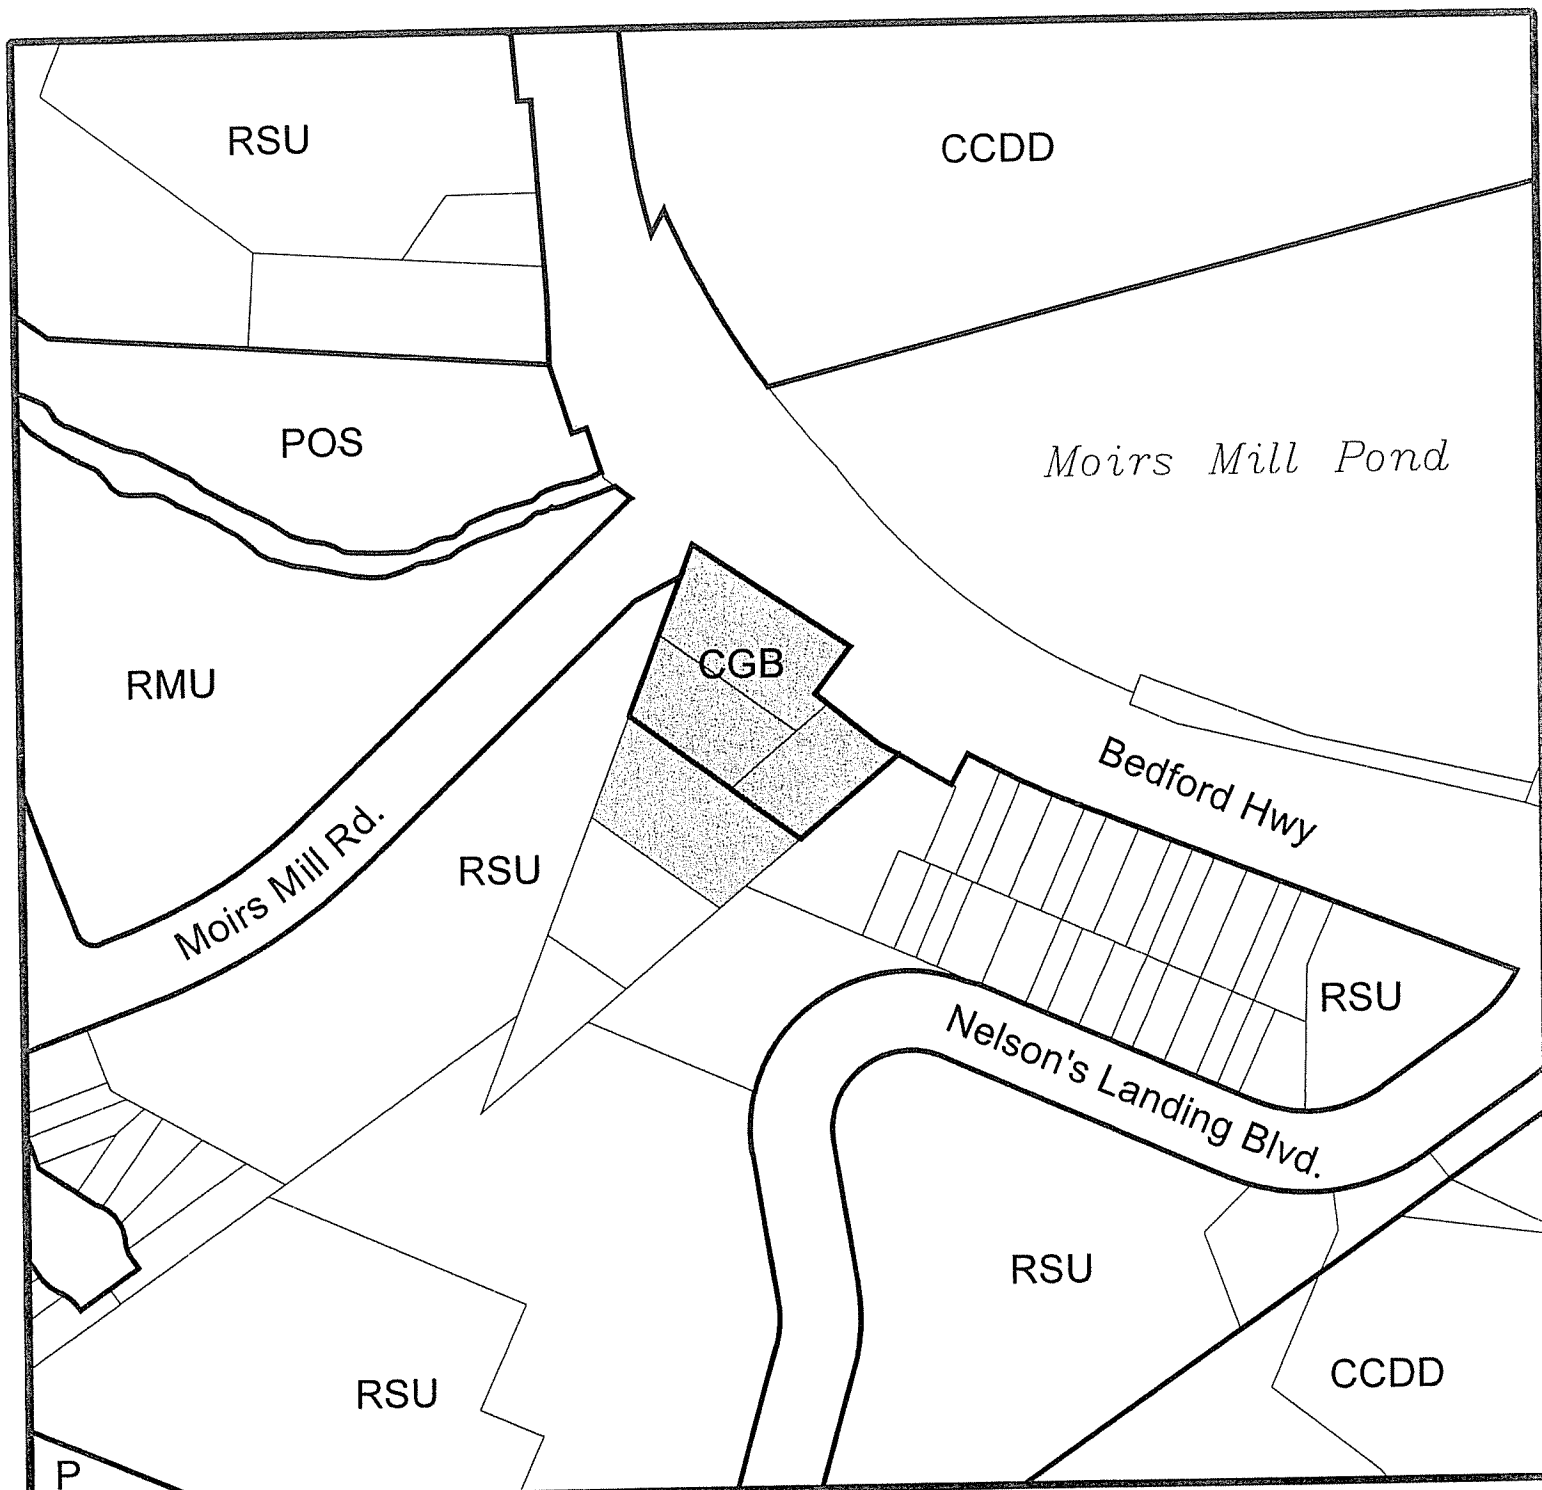 RSU
CCDD
POS
Moirs Mill Pond
CGB
RMU
Bedford Hwy
Moirs Mill Rd.
RSU
RSU
Nelson's Landing Blvd.
RSU
CCDD
RSU
P